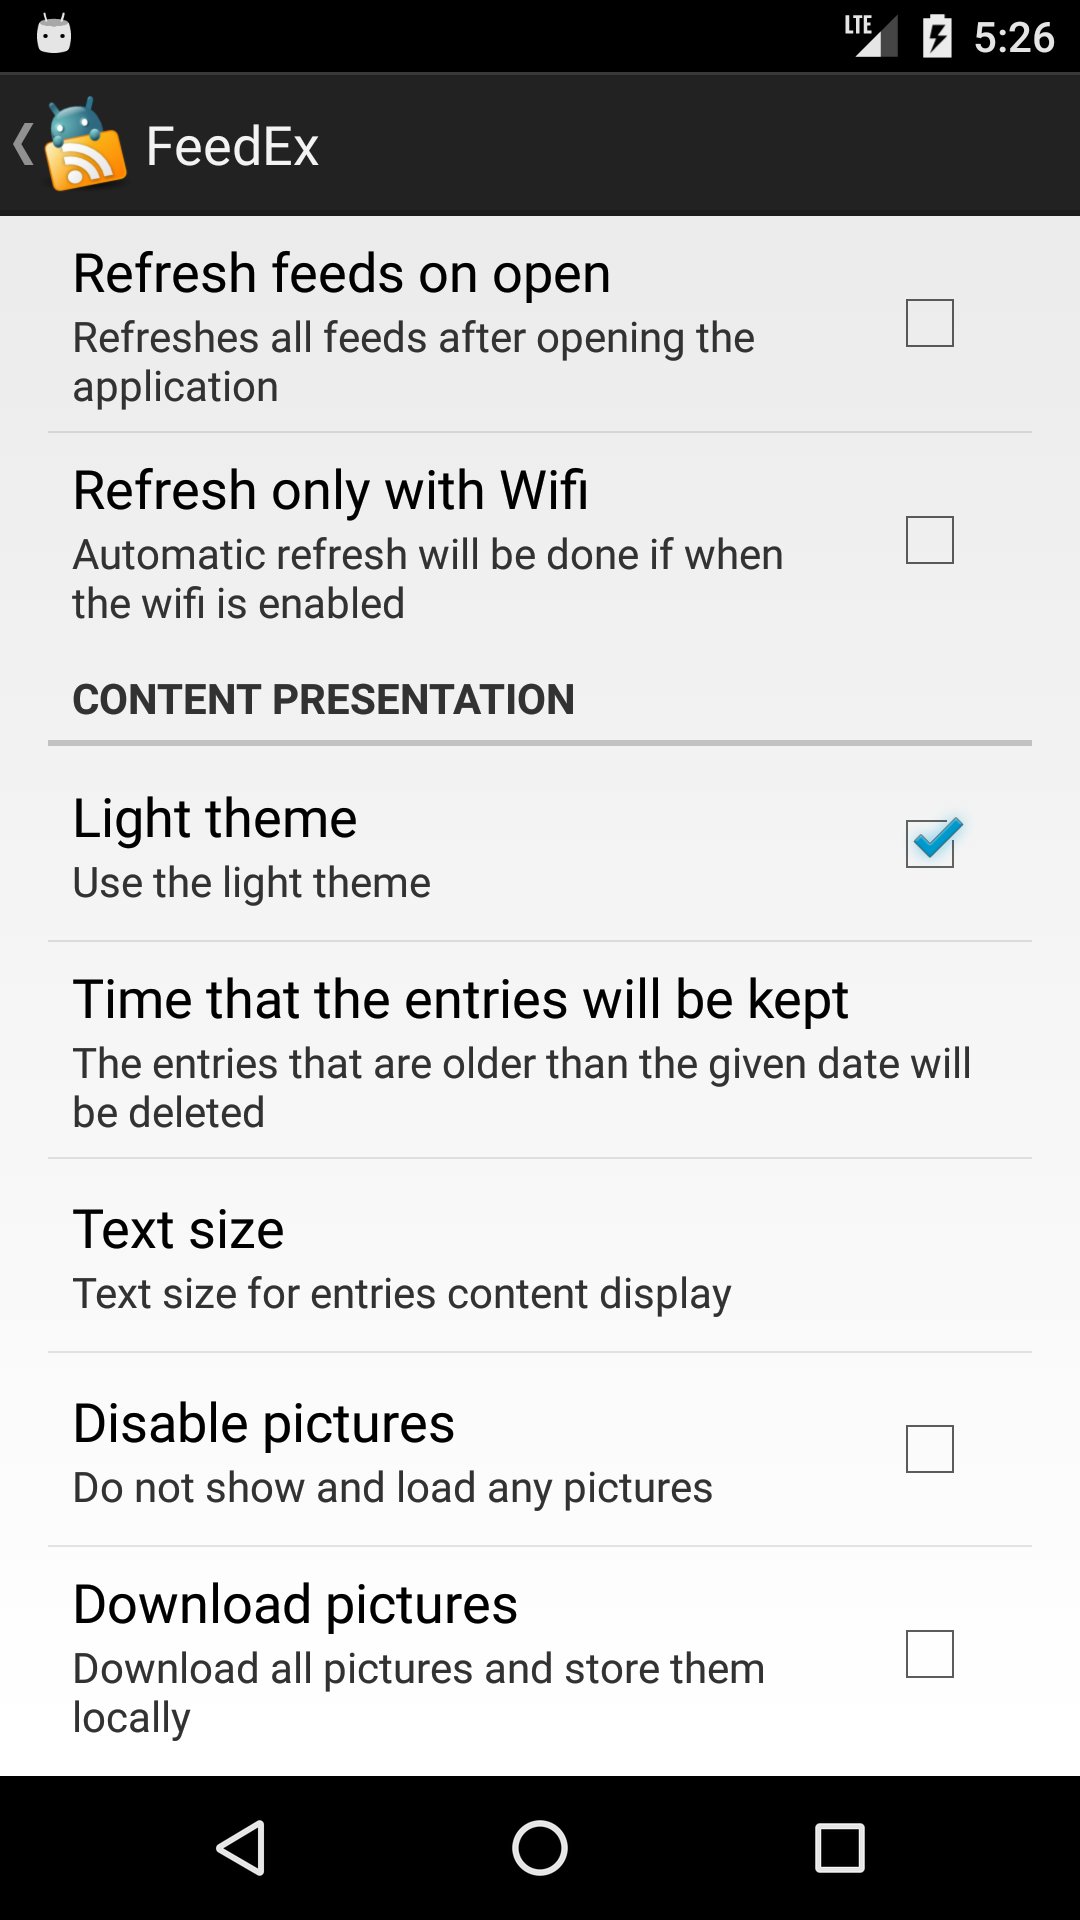 LTE 5:26
FeedEx
Refresh feeds on open
Refreshes all feeds after opening the
application
Refresh only with Wifi
Automatic refresh will be done if when
the wifi is enabled
CONTENT PRESENTATION
Light theme
Use the light theme
Time that the entries will be kept
The entries that are older than the given date will
be deleted
Text size
Text size for entries content display
Disable pictures
Do not show and load any pictures
Download pictures
Download all pictures and store them
locally